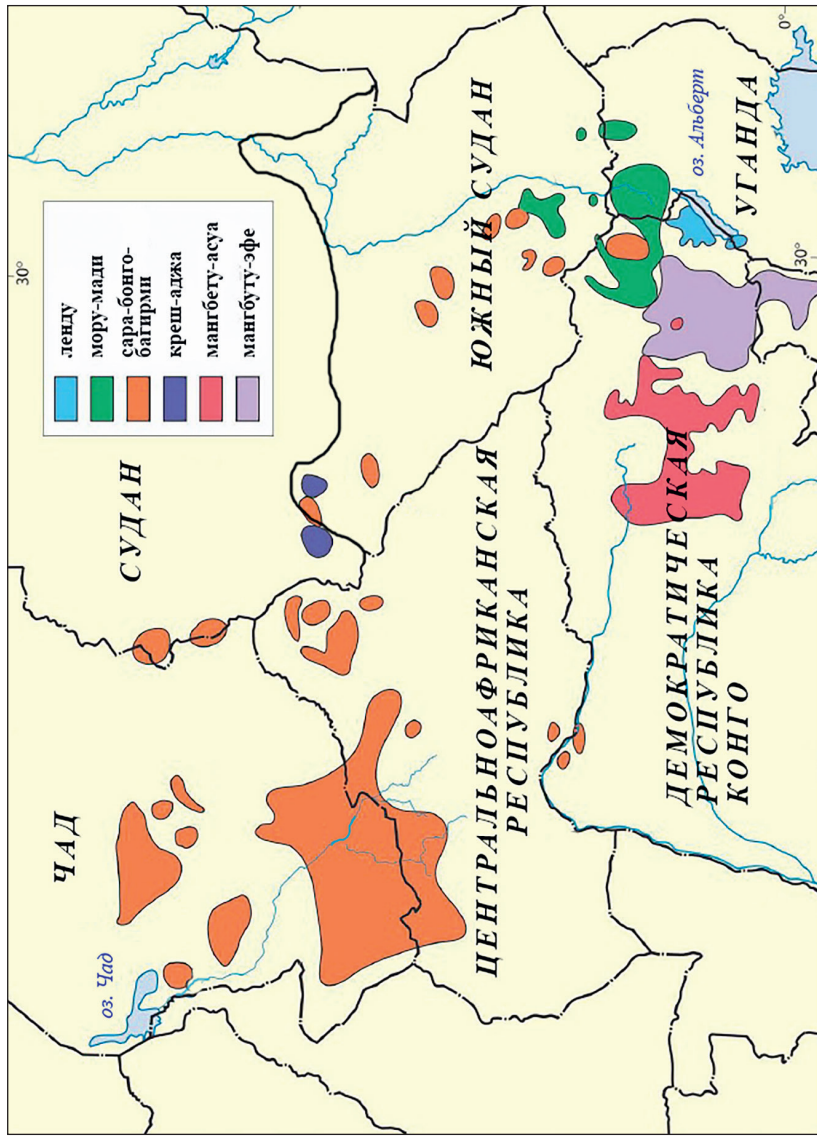 30°
0°
30°
ленду
мору-мади
сара-бонго-
багирми
креш-аджа
мангбету-асуа
мангбуту-эфе
оз. Чад
ЧАД
СУДАН
ЮЖНЫЙ СУДАН
ЦЕНТРАЛЬНОАФРИКАНСКАЯ
РЕСПУБЛИКА
ДЕМОКРАТИЧЕСКАЯ
РЕСПУБЛИКА
КОНГО
оз. Альберт
УГАНДА